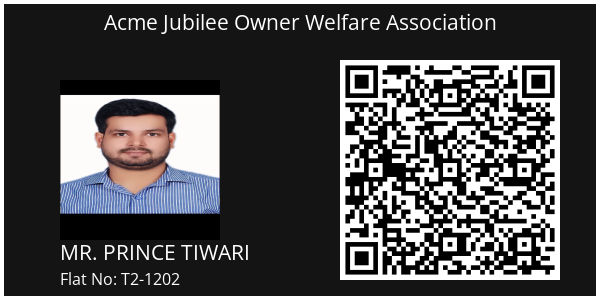 Acme Jubilee Owner Welfare Association
MR. PRINCE TIWARI
Flat No: T2-1202